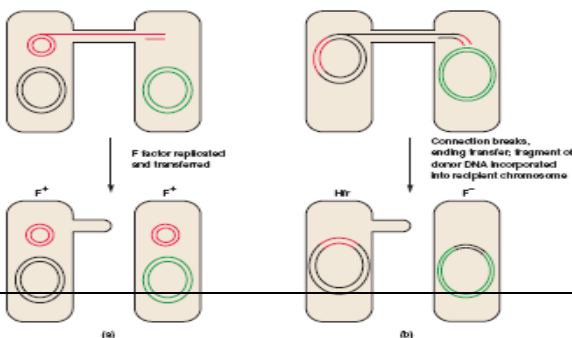 F factor replicated
and transferred
Connection breaks,
ending transfer; fragment of
donor DNA incorporated
into recipient chromosome
F+
F+
Hfr
F−
(a)
(b)